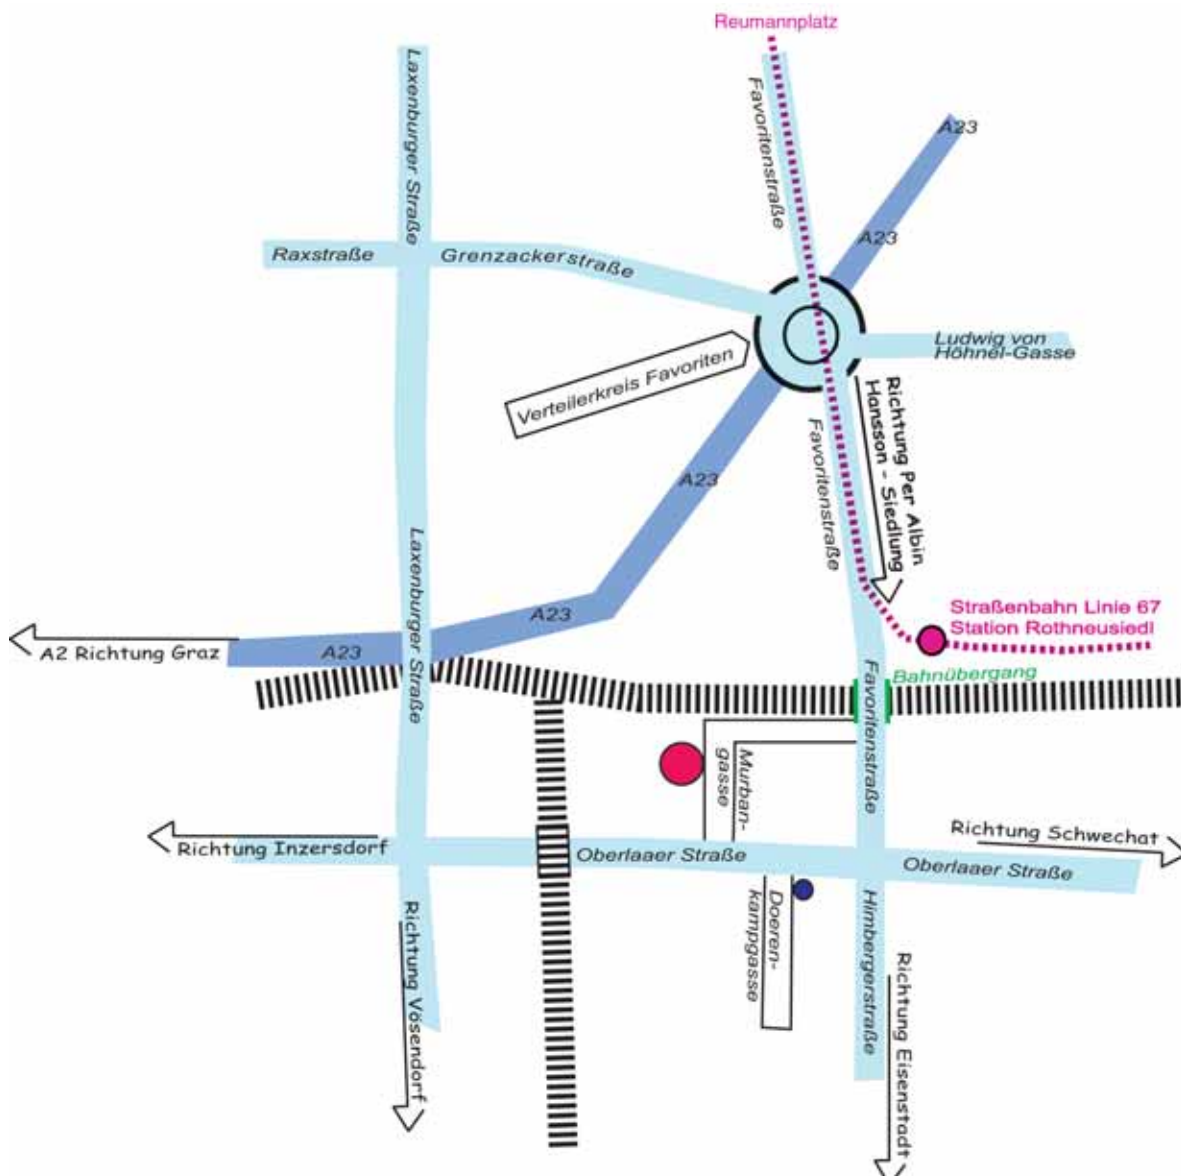 Reumannplatz
Laxenburger Straße
Favoritenstraße
A23
A23
Raxstraße
Grenzackerstraße
Ludwig von
Höhnel-Gasse
Verteilerkreis Favoriten
Richtung Per Albin
Hansson - Siedlung
Favoritenstraße
A23
Laxenburger Straße
A23
Straßenbahn Linie 67
Station Rothneusiedl
A23
A2 Richtung Graz
Bahnübergang
Favoritenstraße
Murban-
gasse
Richtung Schwechat
Richtung Inzersdorf
Oberlaaer Straße
Oberlaaer Straße
Doeren-
kampgasse
Himbergerstraße
Richtung Vösendorf
Richtung Eisenstadt